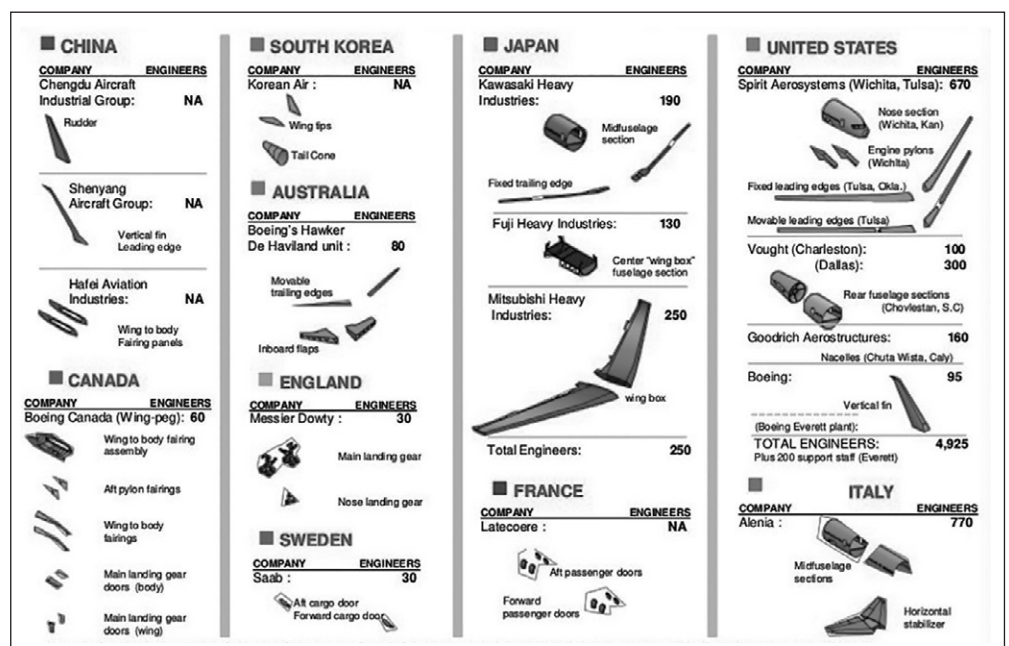 CHINA
COMPANY ENGINEERS
Chengdu Aircraft
Industrial Group: NA
Rudder
Shenyang
Aircraft Group: NA
Vertical fin
Leading edge
Hafei Aviation
Industries: NA
Wing to body
Fairing panels
CANADA
COMPANY ENGINEERS
Boeing Canada (Wing-peg): 60
Wing to body fairing
assembly
Aft pylon fairings
Wing to body
fairings
Main landing gear
doors (body)
Main landing gear
doors (wing)
SOUTH KOREA
COMPANY ENGINEERS
Korean Air : NA
Wing tips
Tail Cone
AUSTRALIA
COMPANY ENGINEERS
Boeing's Hawker
De Haviland unit : 80
Movable
trailing edges
Inboard flaps
ENGLAND
COMPANY ENGINEERS
Messier Dowty : 30
Main landing gear
Nose landing gear
SWEDEN
COMPANY ENGINEERS
Saab : 30
Aft cargo door
Forward cargo door
JAPAN
COMPANY ENGINEERS
Kawasaki Heavy
Industries: 190
Midfuselage
section
Fixed trailing edge
Fuji Heavy Industries: 130
Center "wing box"
fuselage section
Mitsubishi Heavy
Industries: 250
wing box
Total Engineers: 250
FRANCE
COMPANY ENGINEERS
Latecoere : NA
Aft passenger doors
Forward
passenger doors
UNITED STATES
COMPANY ENGINEERS
Spirit Aerosystems (Wichita, Tulsa): 670
Nose section
(Wichita, Kan)
Engine pylons
(Wichita)
Fixed leading edges (Tulsa, Okla.)
Movable leading edges (Tulsa)
Vought (Charleston): 100
(Dallas): 300
Rear fuselage sections
(Chovlestan, S.C)
Goodrich Aerostructures: 160
Nacelles (Chuta Wista, Caly)
Boeing: 95
Vertical fin
(Boeing Everett plant):
TOTAL ENGINEERS: 4,925
Plus 200 support staff (Everett)
ITALY
COMPANY ENGINEERS
Alenia : 770
Midfuselage
sections
Horizontal
stabilizer